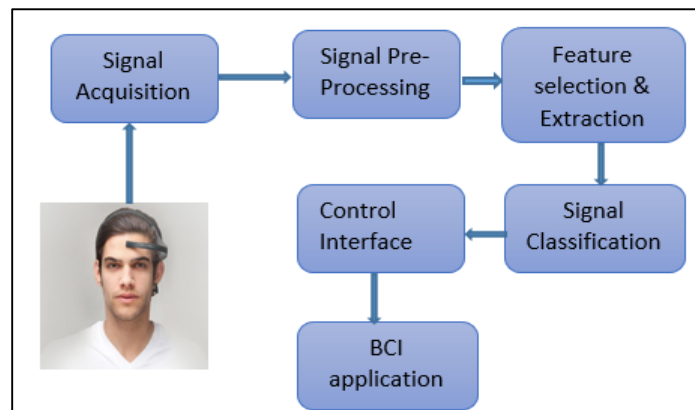 Signal
Acquisition
Signal Pre-
Processing
Feature
selection &
Extraction
Signal
Classification
Control
Interface
BCI
application